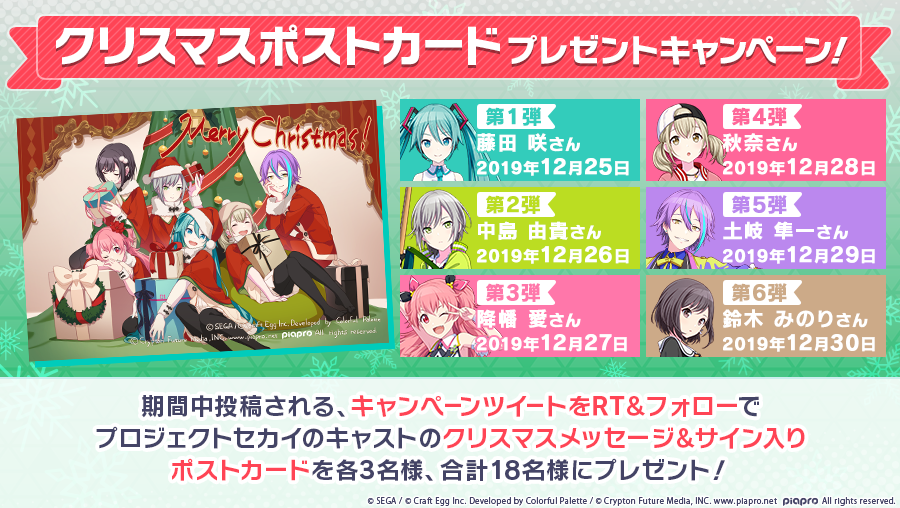 クリスマスポストカード プレゼントキャンペーン!
Merry Christmas!
© SEGA / © Craft Egg Inc. Developed by Colorful Palette
© Crypton Future Media, INC. www.piapro.net piapro All rights reserved.
第1弾
藤田 咲さん
2019年12月25日
第2弾
中島 由貴さん
2019年12月26日
第3弾
降幡 愛さん
2019年12月27日
第4弾
秋奈さん
2019年12月28日
第5弾
土岐 隼一さん
2019年12月29日
第6弾
鈴木 みのりさん
2019年12月30日
期間中投稿される、キャンペーンツイートをRT&フォローで
プロジェクトセカイのキャストのクリスマスメッセージ&サイン入り
ポストカードを各3名様、合計18名様にプレゼント!
© SEGA / © Craft Egg Inc. Developed by Colorful Palette / © Crypton Future Media, INC. www.piapro.net piapro All rights reserved.